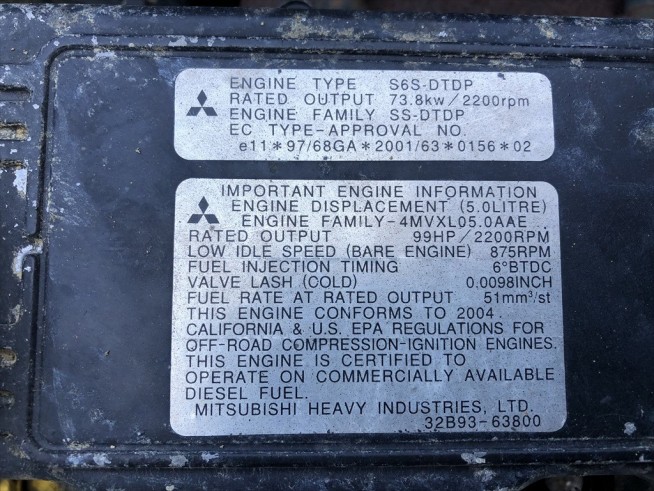 ENGINE TYPE S6S-DTDP
RATED OUTPUT 73.8kw/2200rpm
ENGINE FAMILY SS-DTDP
EC TYPE-APPROVAL NO.
e11*97/68GA*2001/63*0156*02
IMPORTANT ENGINE INFORMATION
ENGINE DISPLACEMENT (5.0LITRE)
ENGINE FAMILY-4MVXL05.0AAE
RATED OUTPUT 99HP/2200RPM
LOW IDLE SPEED (BARE ENGINE) 875RPM
FUEL INJECTION TIMING 6°BTDC
VALVE LASH (COLD) 0.0098INCH
FUEL RATE AT RATED OUTPUT 51mm³/st
THIS ENGINE CONFORMS TO 2004.
CALIFORNIA & U.S. EPA REGULATIONS FOR
OFF-ROAD COMPRESSION-IGNITION ENGINES.
THIS ENGINE IS CERTIFIED TO
OPERATE ON COMMERCIALLY AVAILABLE
DIESEL FUEL.
MITSUBISHI HEAVY INDUSTRIES, LTD.
32B93-63800